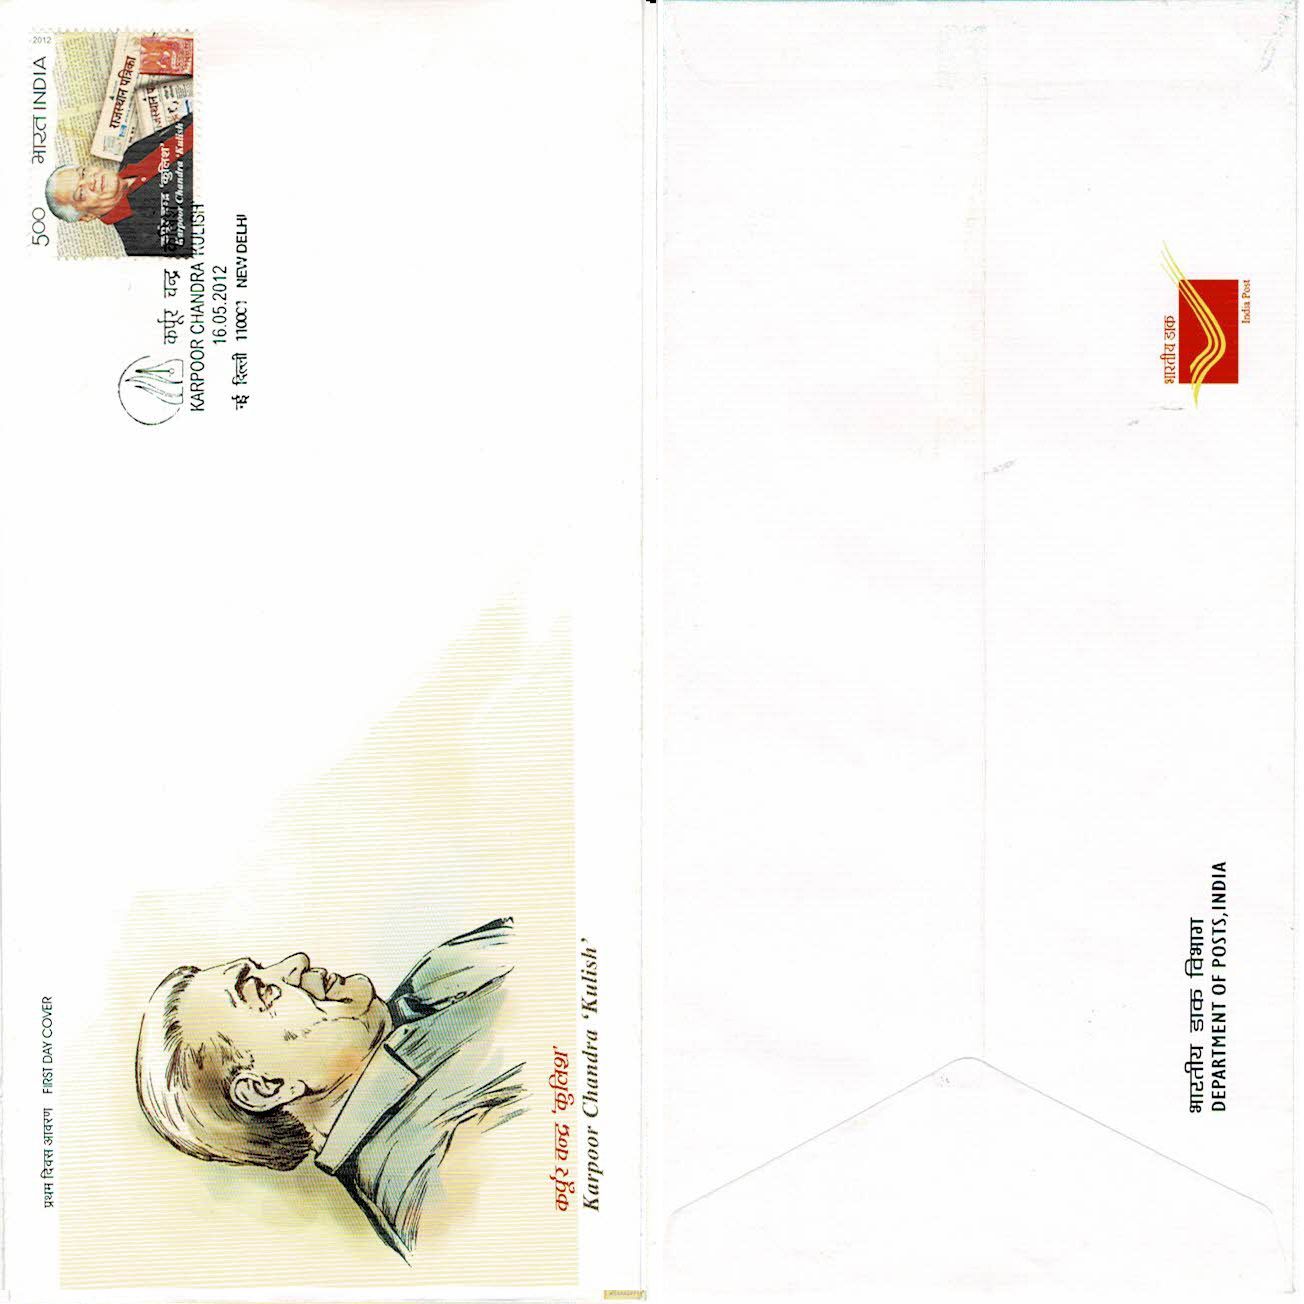 प्रथम दिवस आवरण FIRST DAY COVER
500 भारत INDIA
2012
राजस्थान पत्रिका
कर्पूर चन्द्र 'कुलिश'
Karpoor Chandra 'Kulish'
कर्पूर चन्द्र 'कुलिश'
KARPOOR CHANDRA 'KULISH'
16.05.2012
नई दिल्ली 110001 NEW DELHI
कर्पूर चन्द्र ‘कुलिश’
Karpoor Chandra ‘Kulish’
भारतीय डाक विभाग
DEPARTMENT OF POSTS, INDIA
भारतीय डाक
India Post